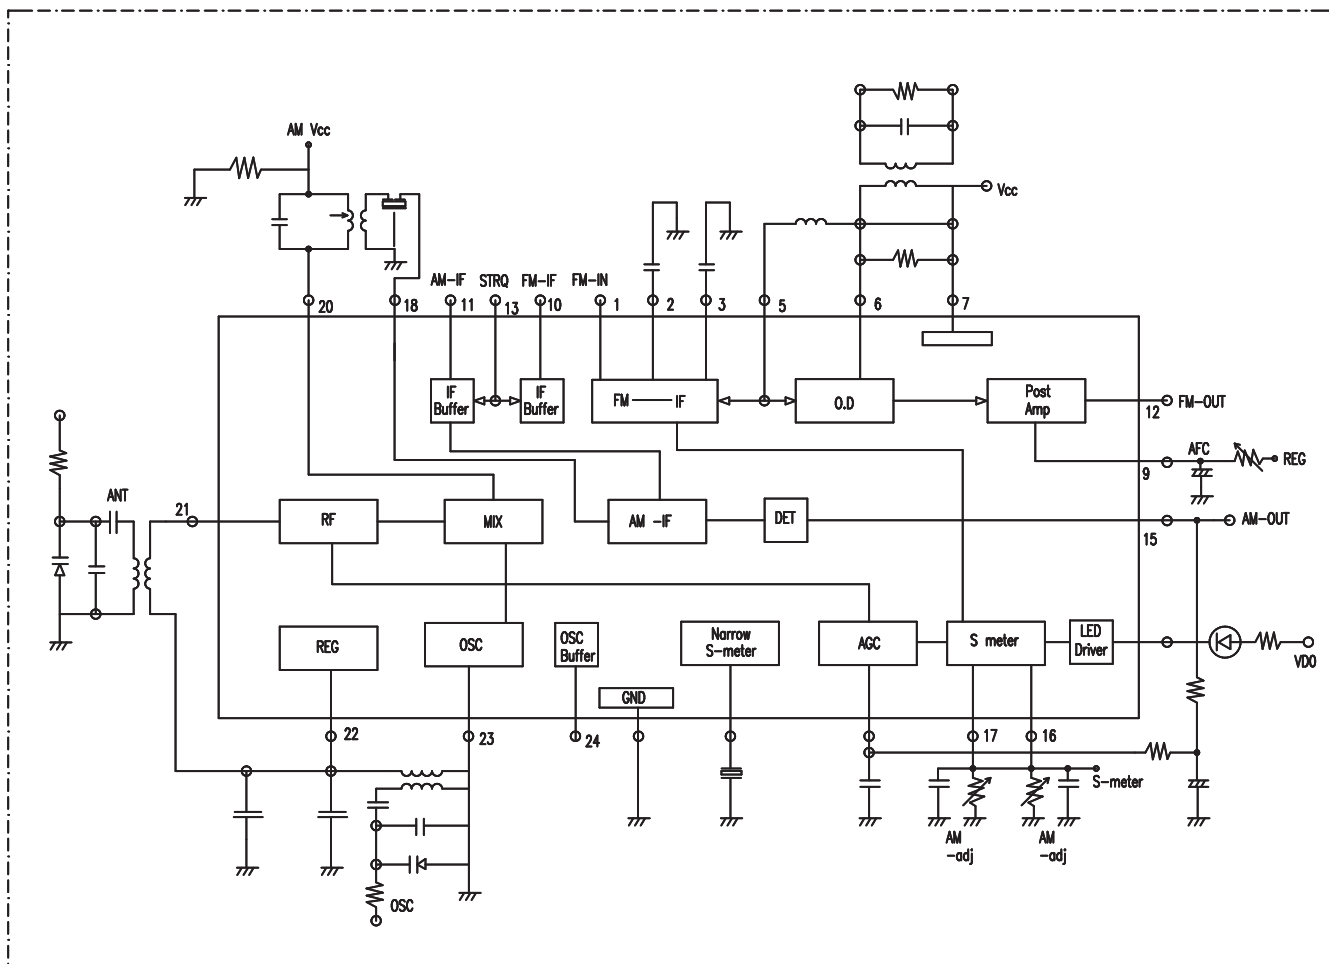 AM Vcc
Vcc
AM-IF STRQ FM-IF FM-IN
20 18 11 13 10 1 2 3 5 6 7
IF
Buffer
IF
Buffer
FM IF
O.D
Post
Amp
12
FM-OUT
AFC
REG
9
ANT
21
RF
MIX
AM -IF
DET
AM-OUT
15
REG
OSC
OSC
Buffer
Narrow
S-meter
AGC
S meter
LED
Driver
VDO
GND
22 23 24 17 16
S-meter
AM
-adj
AM
-adj
OSC